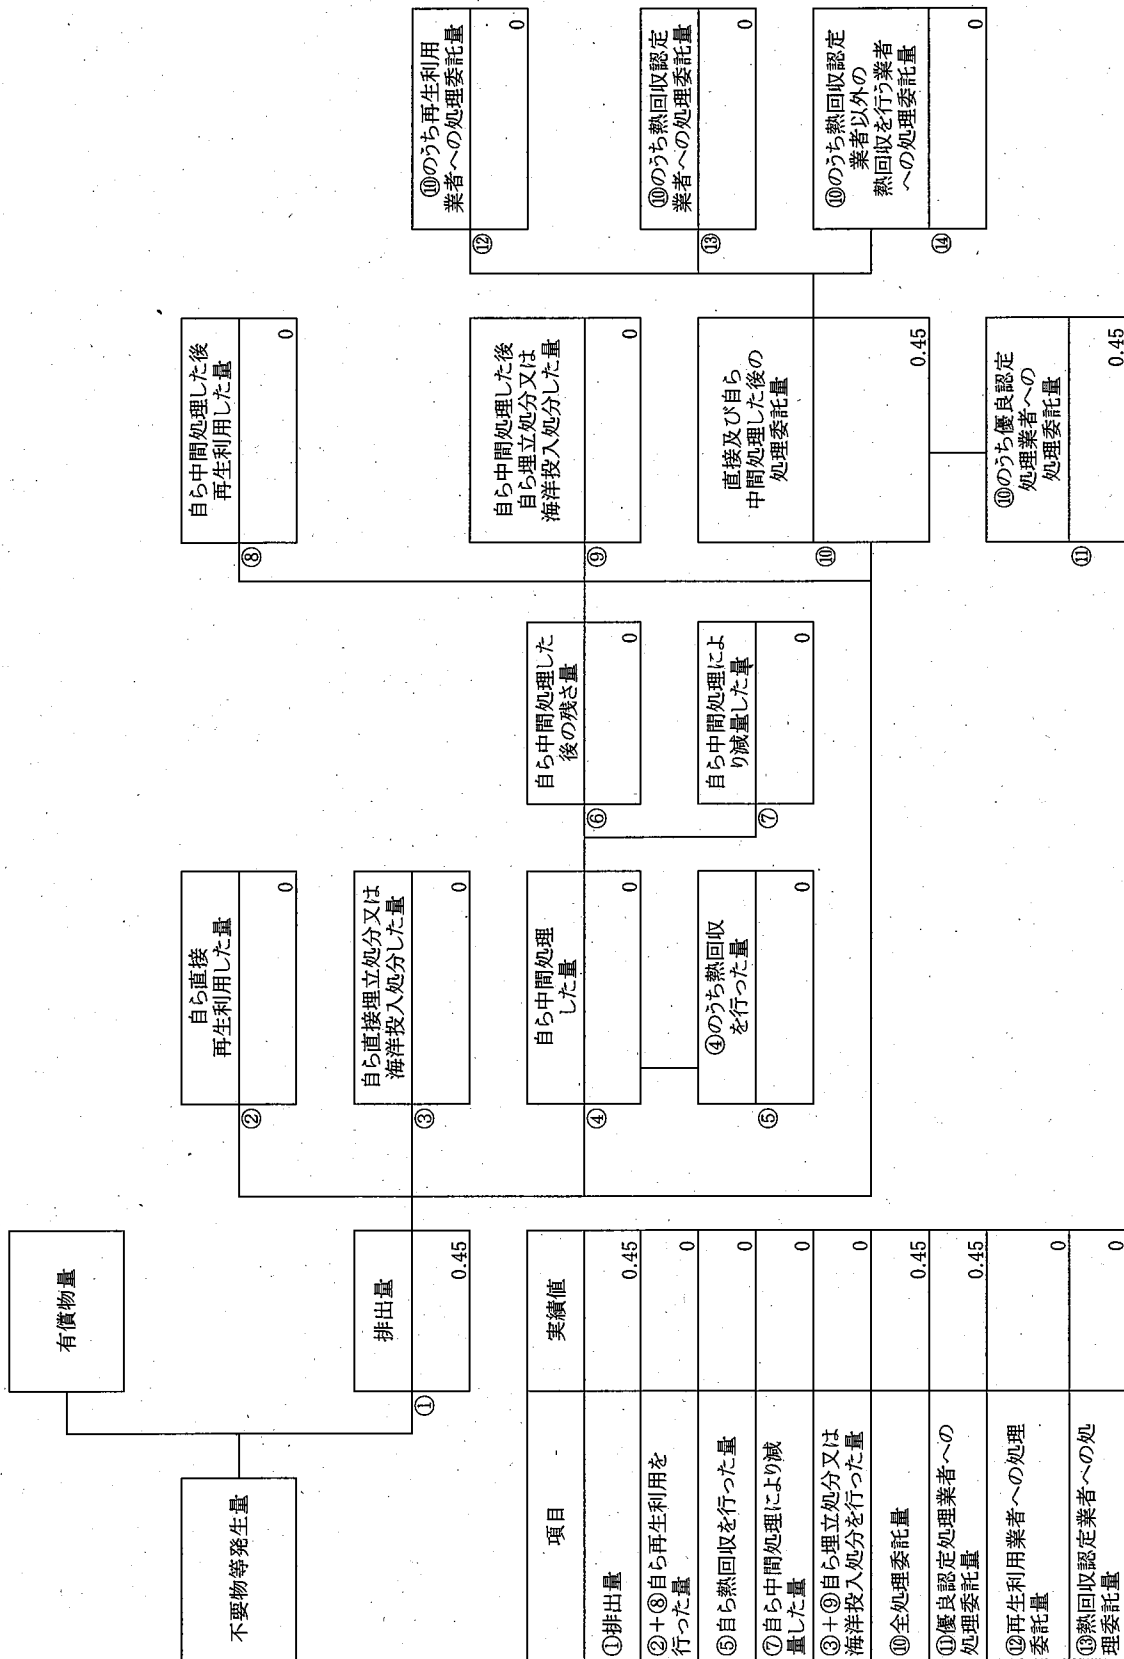 不要物等発生量
有償物量
①
排出量
0.45
②
自ら直接
再生利用した量
0
③
自ら直接埋立処分又は
海洋投入処分した量
0
④
自ら中間処理
した量
0
⑤
④のうち熱回収
を行った量
0
⑥
自ら中間処理した
後の残さ量
0
⑦
自ら中間処理によ
り減量した量
0
⑧
自ら中間処理した後
再生利用した量
0
⑨
自ら中間処理した後
自ら埋立処分又は
海洋投入処分した量
0
⑩
直接及び自ら
中間処理した後の
処理委託量
0.45
⑪
⑩のうち優良認定
処理業者への
処理委託量
0.45
⑫
⑩のうち再生利用
業者への処理委託量
0
⑬
⑩のうち熱回収認定
業者への処理委託量
0
⑭
⑩のうち熱回収認定
業者以外の
熱回収を行う業者
への処理委託量
0
項目
実績値
①排出量
0.45
②+⑧自ら再生利用を
行った量
0
⑤自ら熱回収を行った量
0
⑦自ら中間処理により減
量した量
0
③+⑨自ら埋立処分又は
海洋投入処分を行った量
0
⑩全処理委託量
0.45
⑪優良認定処理業者への
処理委託量
0.45
⑫再生利用業者への処理
委託量
0
⑬熱回収認定業者への処
理委託量
0